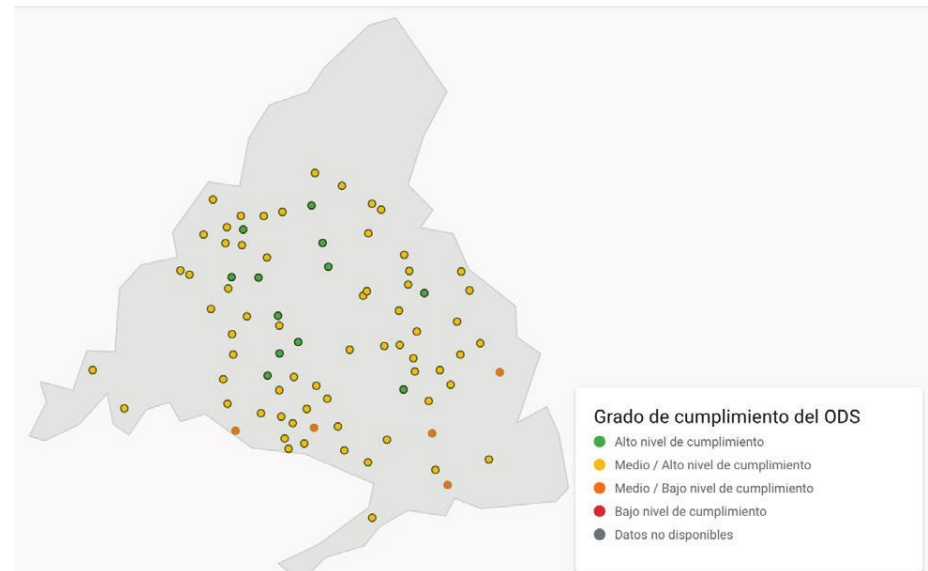 Grado de cumplimiento del ODS
Alto nivel de cumplimiento
Medio / Alto nivel de cumplimiento
Medio / Bajo nivel de cumplimiento
Bajo nivel de cumplimiento
Datos no disponibles